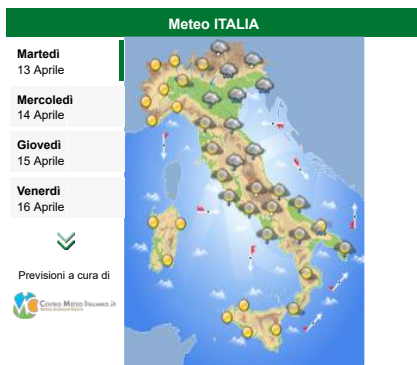 Meteo ITALIA
Martedì
13 Aprile
Mercoledì
14 Aprile
Giovedì
15 Aprile
Venerdì
16 Aprile
Previsioni a cura di
CENTRO METEO ITALIANO.it